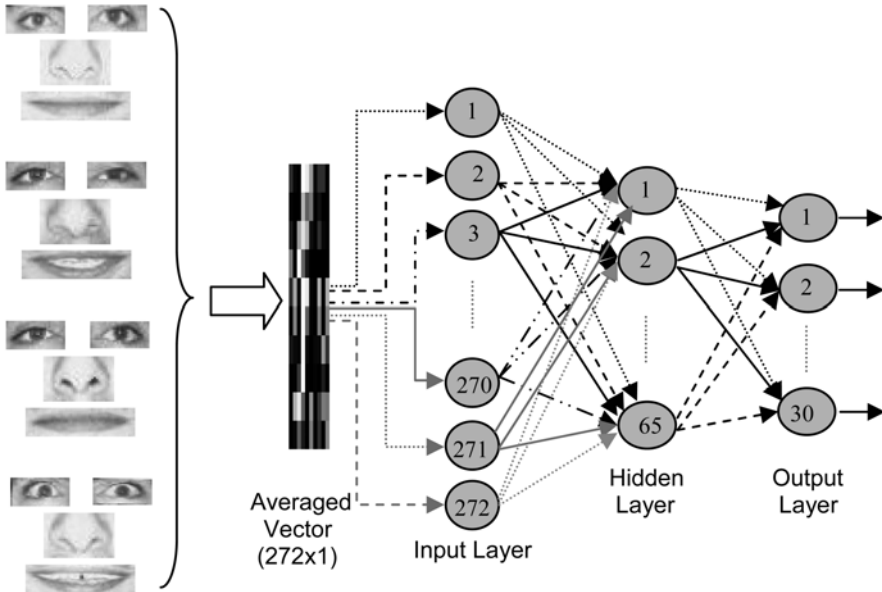 1
2
3
270
271
272
1
2
65
1
2
30
Averaged
Vector
(272x1)
Input Layer
Hidden
Layer
Output
Layer